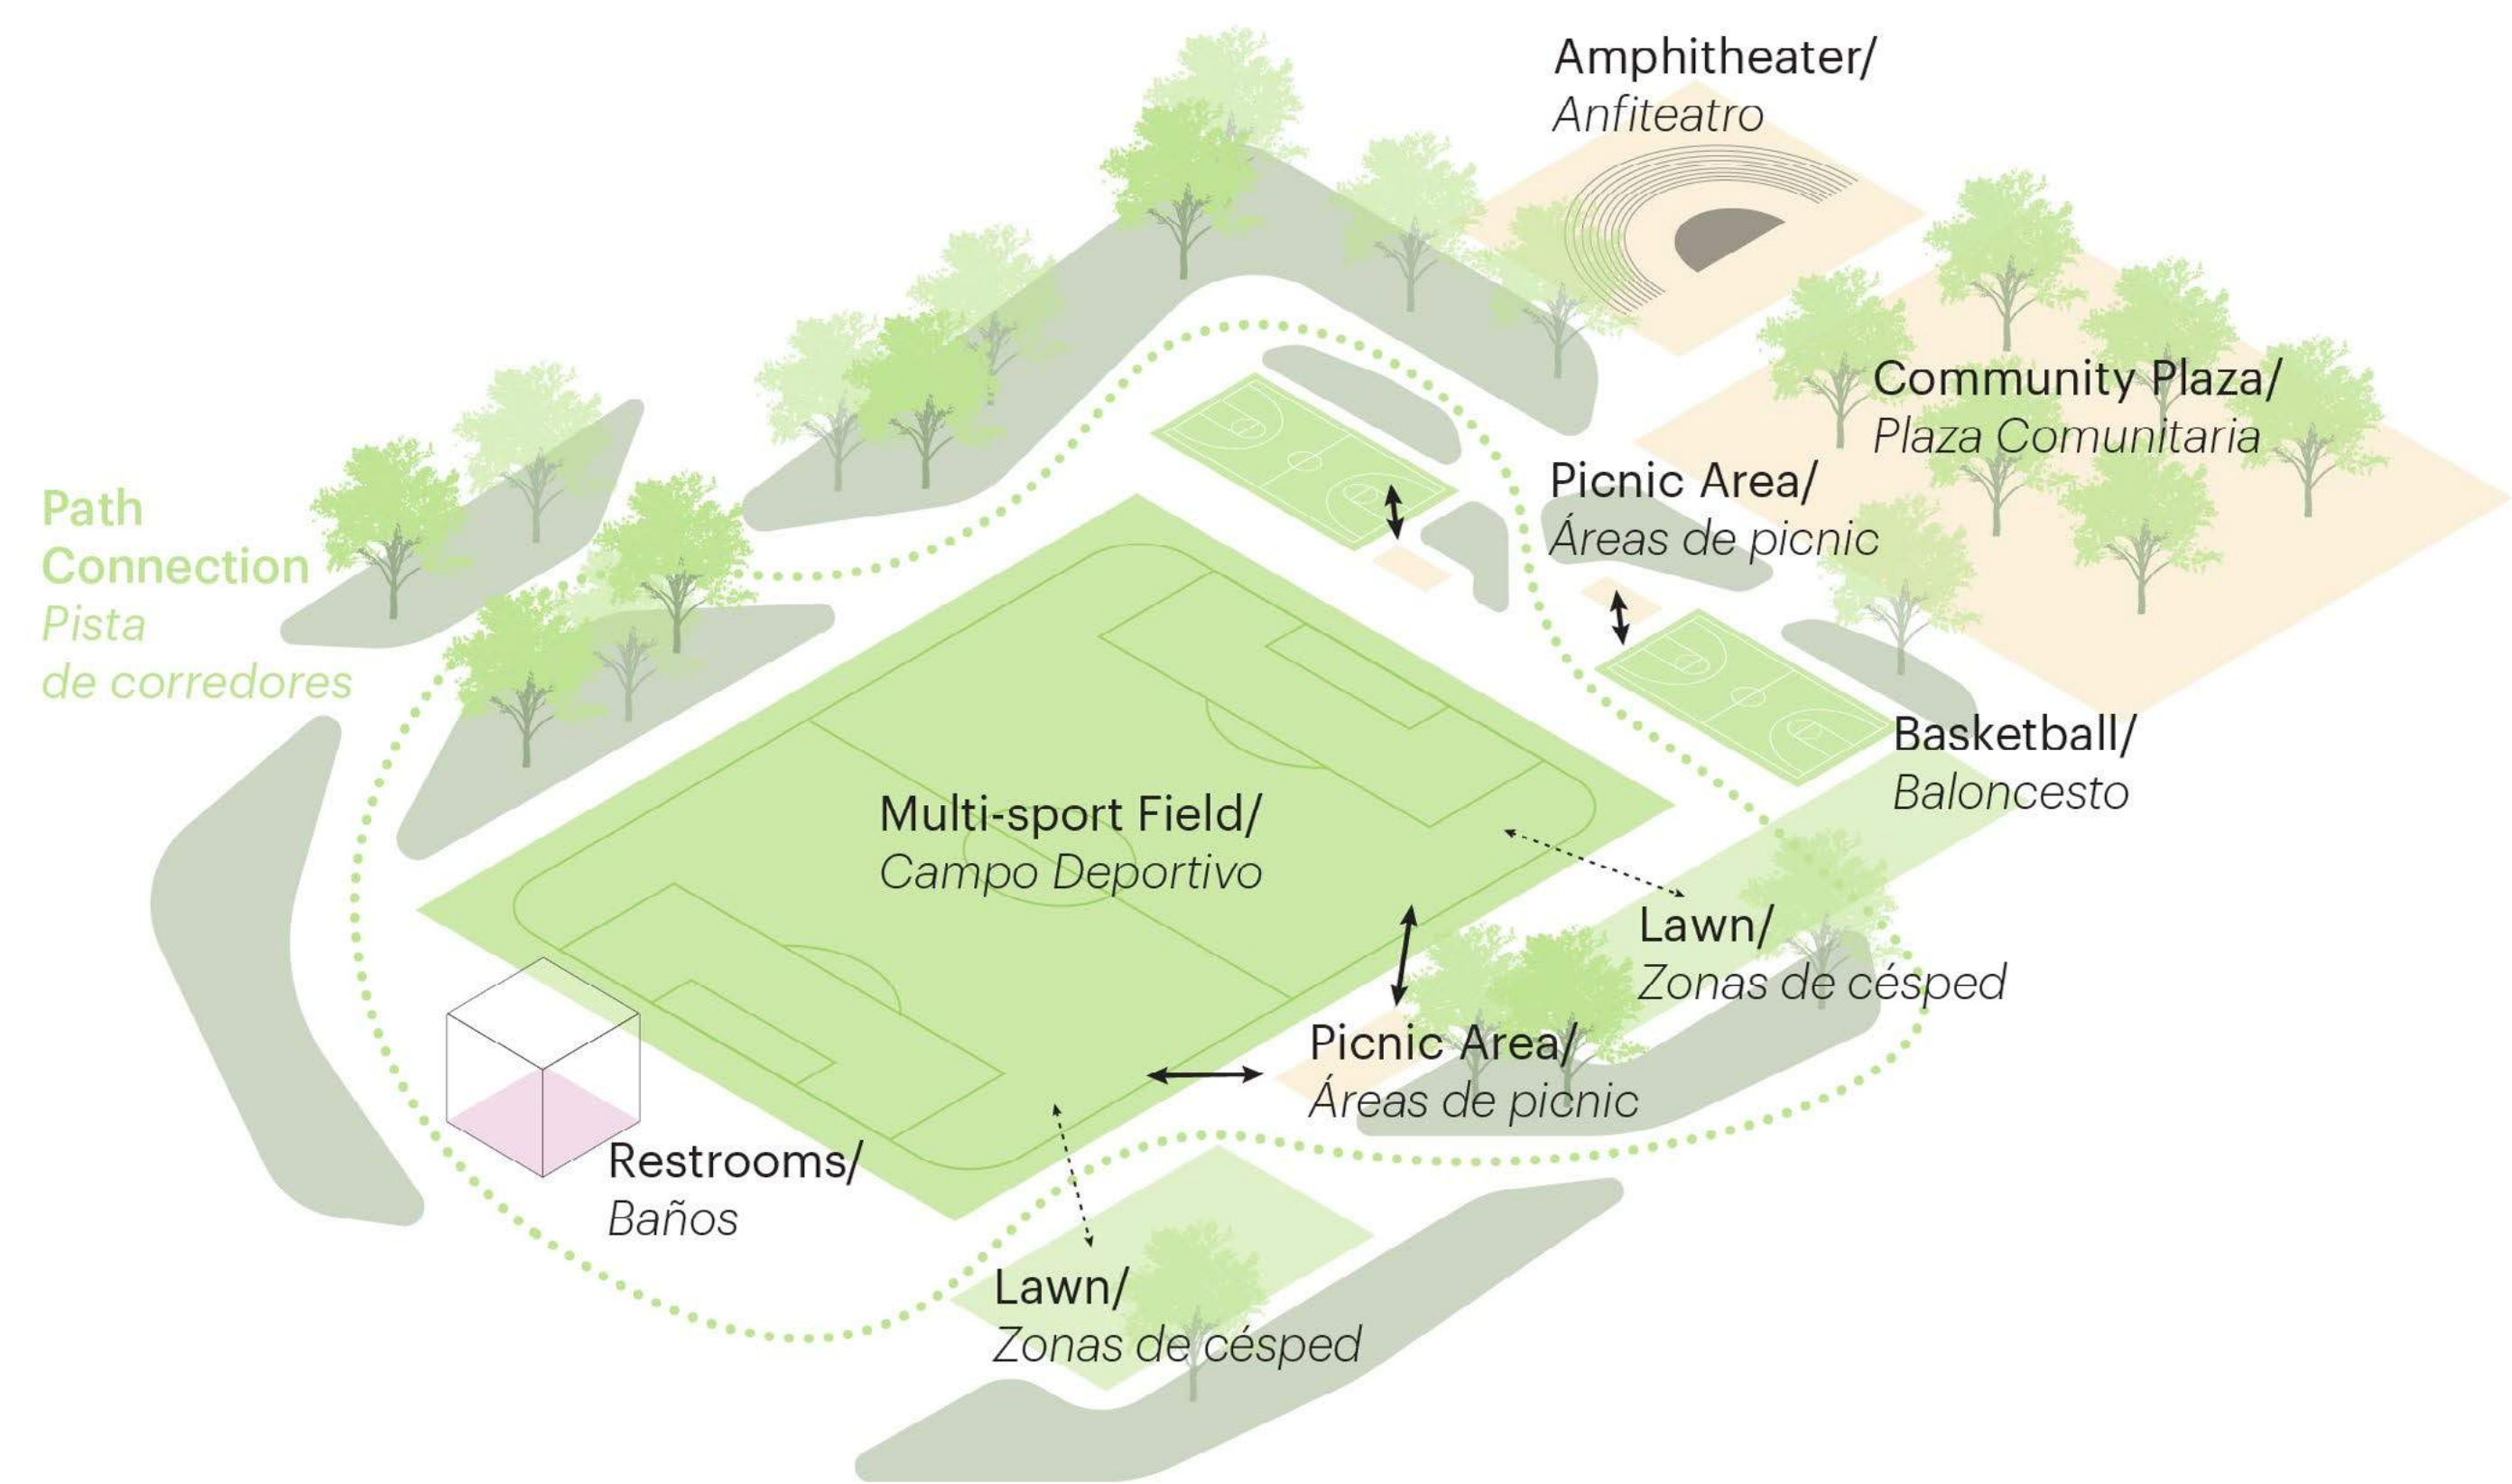 Amphitheater/
Anfiteatro
Community Plaza/
Plaza Comunitaria
Picnic Area/
Áreas de picnic
Path
Connection
Pista
de corredores
Basketball/
Baloncesto
Multi-sport Field/
Campo Deportivo
Lawn/
Zonas de césped
Picnic Area/
Áreas de picnic
Restrooms/
Baños
Lawn/
Zonas de césped